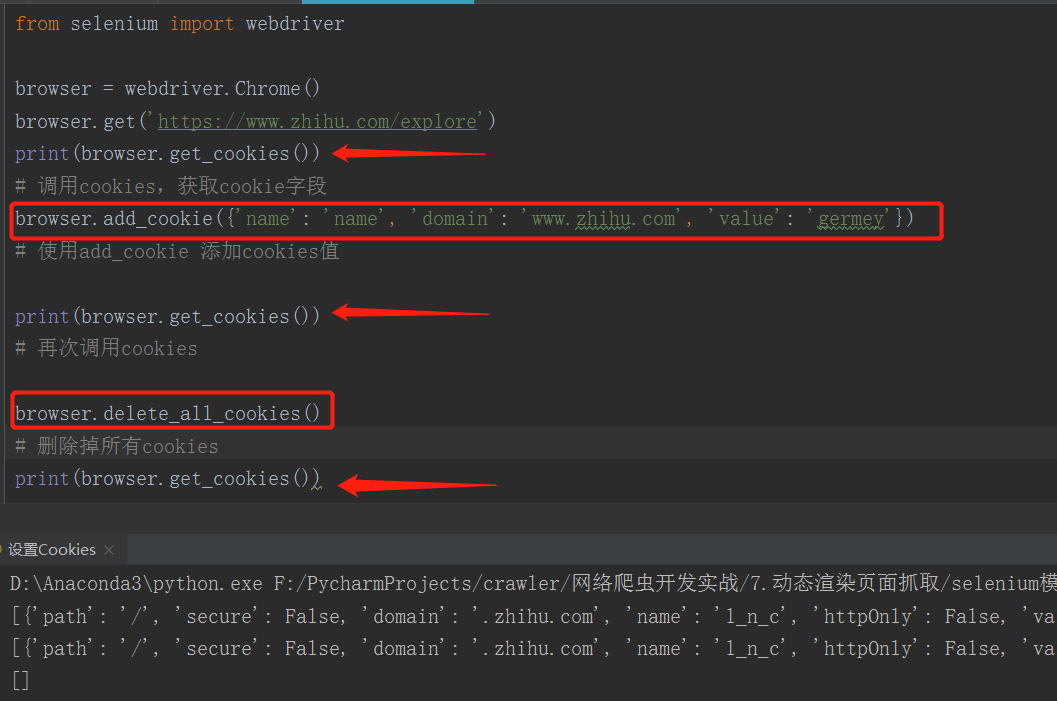 from selenium import webdriver
browser = webdriver.Chrome()
browser.get('https://www.zhihu.com/explore')
print(browser.get_cookies())
# 调用cookies，获取cookie字段
browser.add_cookie({'name': 'name', 'domain': 'www.zhihu.com', 'value': 'germey'})
# 使用add_cookie 添加cookies值
print(browser.get_cookies())
# 再次调用cookies
browser.delete_all_cookies()
# 删除掉所有cookies
print(browser.get_cookies())
设置Cookies ×
D:\Anaconda3\python.exe F:/PycharmProjects/crawler/网络爬虫开发实战/7.动态渲染页面抓取/selenium模
[{'path': '/', 'secure': False, 'domain': '.zhihu.com', 'name': 'l_n_c', 'httpOnly': False, 'va
[{'path': '/', 'secure': False, 'domain': '.zhihu.com', 'name': 'l_n_c', 'httpOnly': False, 'va
[]